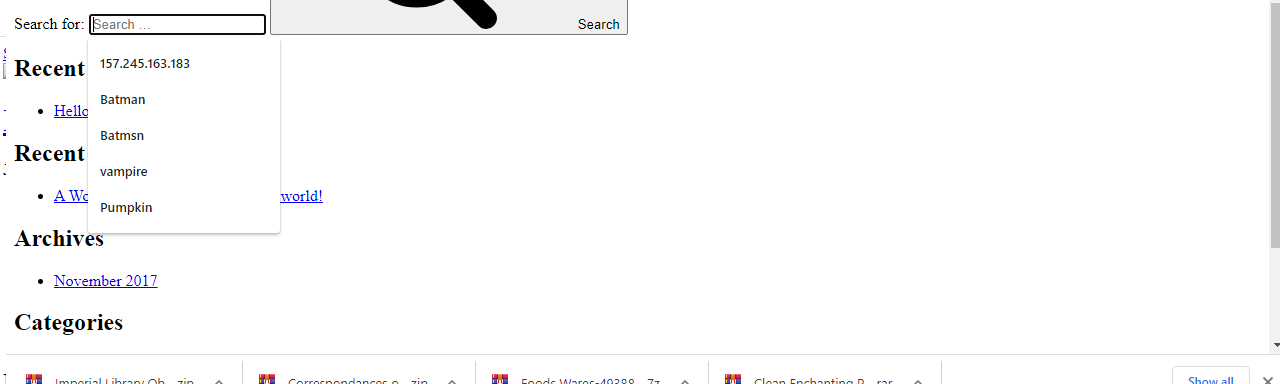 Search for: Search ... Search
157.245.163.183
Recent
Batman
Hello
Batmsn
Recent
vampire
A Wo world!
Pumpkin
Archives
November 2017
Categories
Imperial Library Ob....zip Correspondances o....zip Foods Wares-49388-...7z Clean Enchanting P....rar Show all